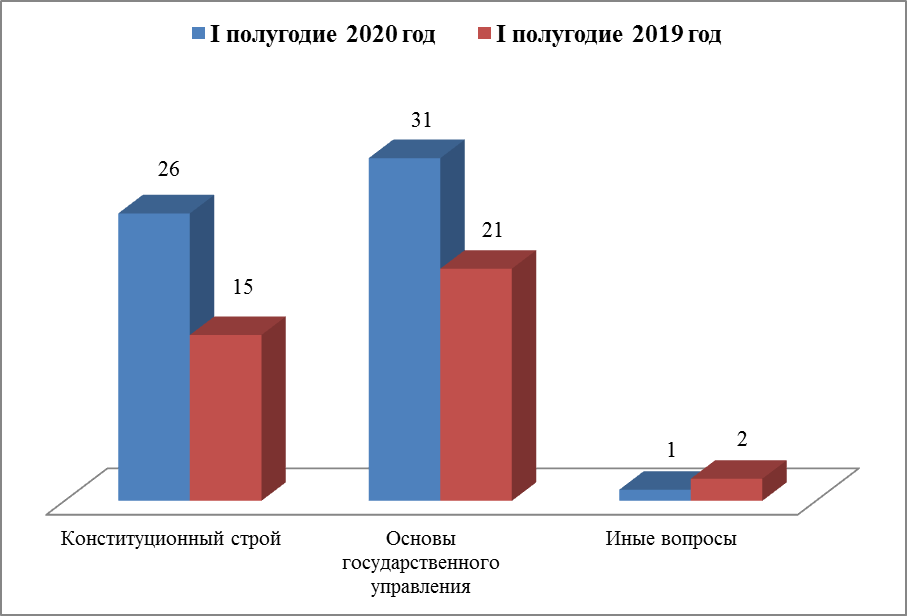 I полугодие 2020 год I полугодие 2019 год
31
26
21
15
1
2
Конституционный строй
Основы
государственного
управления
Иные вопросы